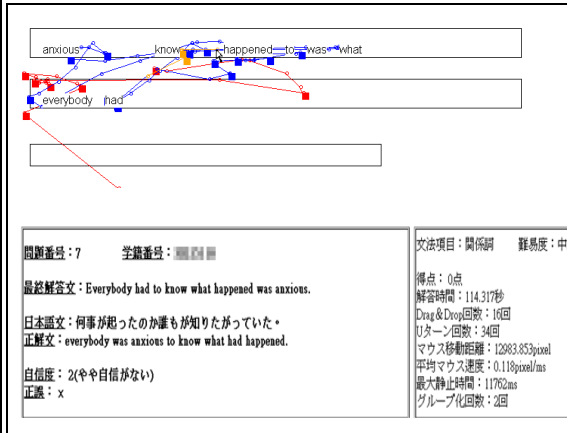 anxious know happened to was what
everybody had
問題番号：7 学籍番号：
最終解答文：Everybody had to know what happened was anxious.
日本語文：何事が起ったのか誰もが知りたがっていた。
正解文：everybody was anxious to know what had happened.
自信度： 2(やや自信がない)
正誤： x
文法項目：関係詞 難易度：中
得点： 0点
解答時間：114.317秒
Drag＆Drop回数：16回
Uターン回数：34回
マウス移動距離：12983.853pixel
平均マウス速度：0.118pixel/ms
最大静止時間：11762ms
グループ化回数：2回